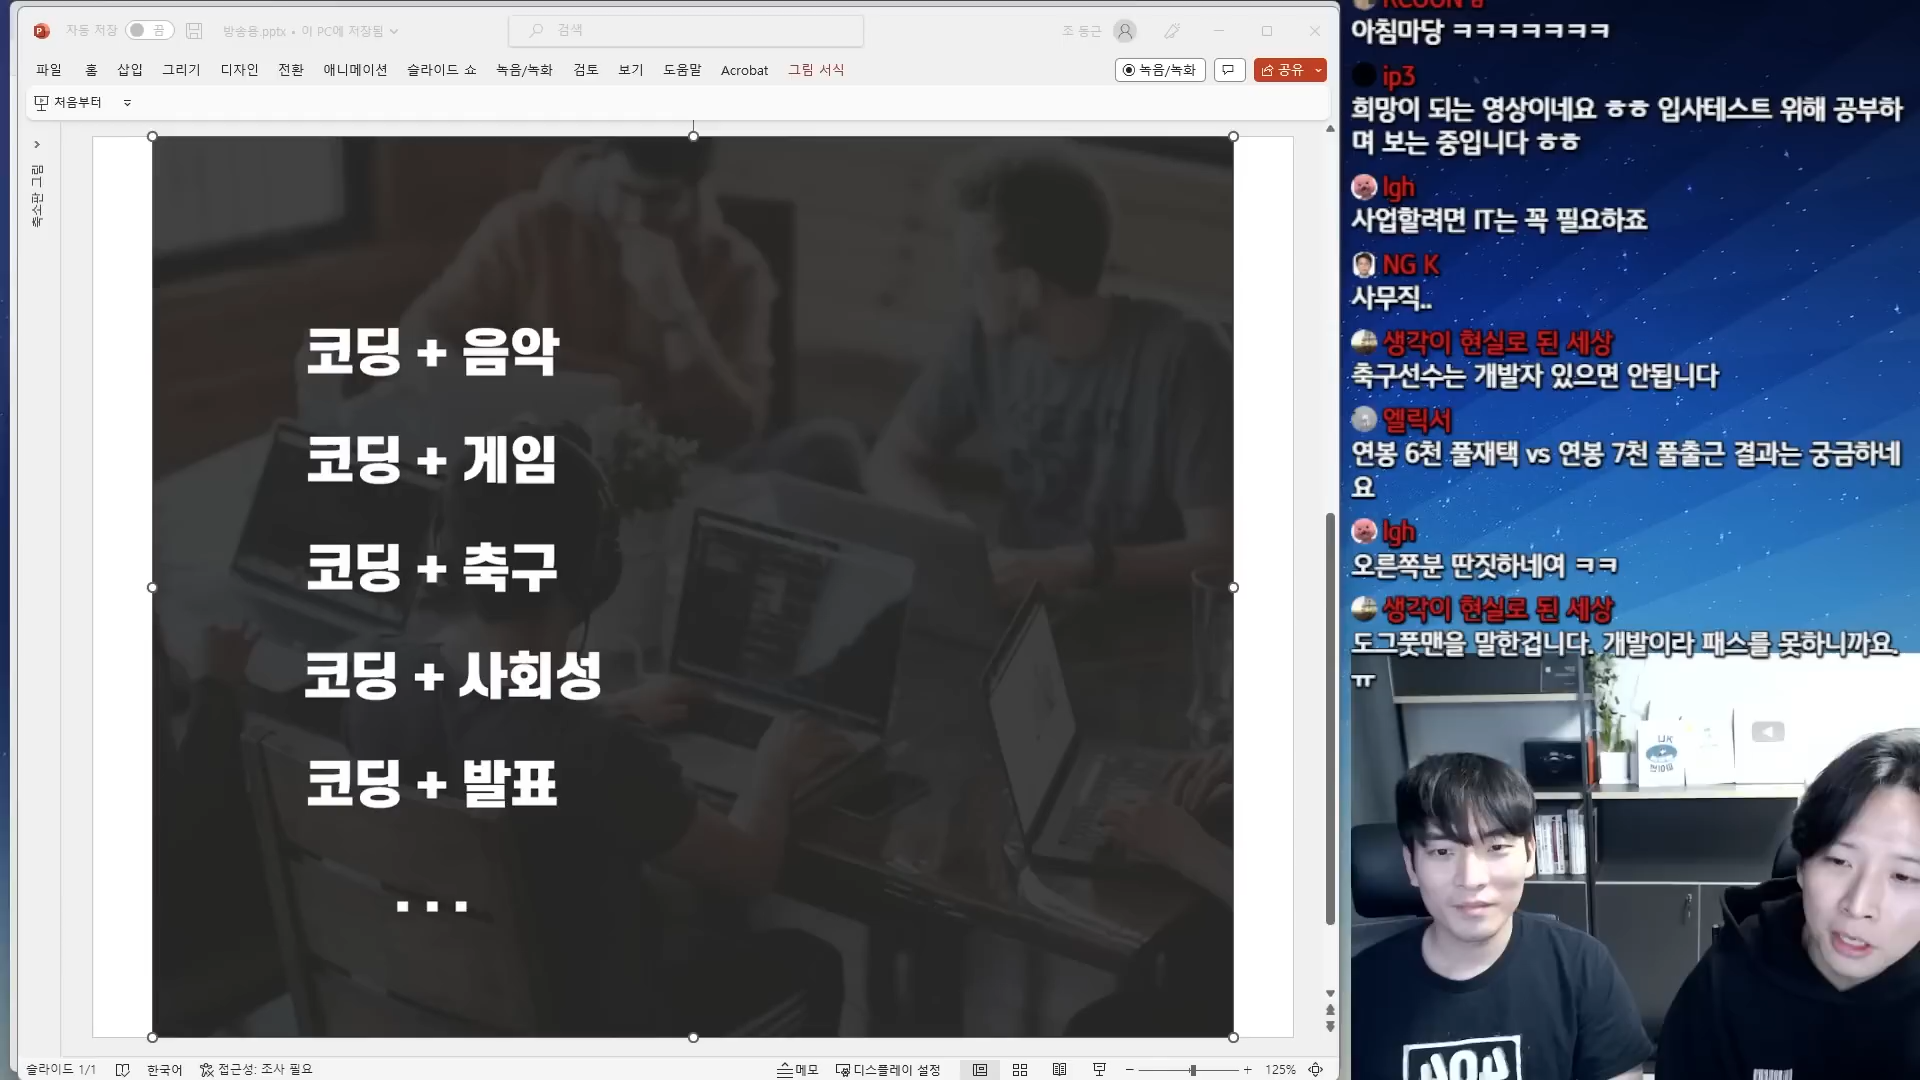 자동 저장
끔
방송용.pptx • 이 PC에 저장됨
검색
조 동근
파일 홈 삽입 그리기 디자인 전환 애니메이션 슬라이드 쇼 녹음/녹화 검토 보기 도움말 Acrobat 그림 서식
녹음/녹화
공유
처음부터
축소판 그림
코딩 + 음악
코딩 + 게임
코딩 + 축구
코딩 + 사회성
코딩 + 발표
...
슬라이드 1/1
한국어
접근성: 조사 필요
메모
디스플레이 설정
125%
아침마당 ㅋㅋㅋㅋㅋㅋㅋ
ip3
희망이 되는 영상이네요 ㅎㅎ 입사테스트 위해 공부하
며 보는 중입니다 ㅎㅎ
lgh
사업할려면 IT는 꼭 필요하죠
NG K
사무직..
생각이 현실로 된 세상
축구선수는 개발자 있으면 안됩니다
엘릭서
연봉 6천 풀재택 vs 연봉 7천 풀출근 결과는 궁금하네
요
lgh
오른쪽분 딴짓하네여 ㅋㅋ
생각이 현실로 된 세상
도그풋맨을 말한겁니다. 개발이라 패스를 못하니까요.
ㅠ